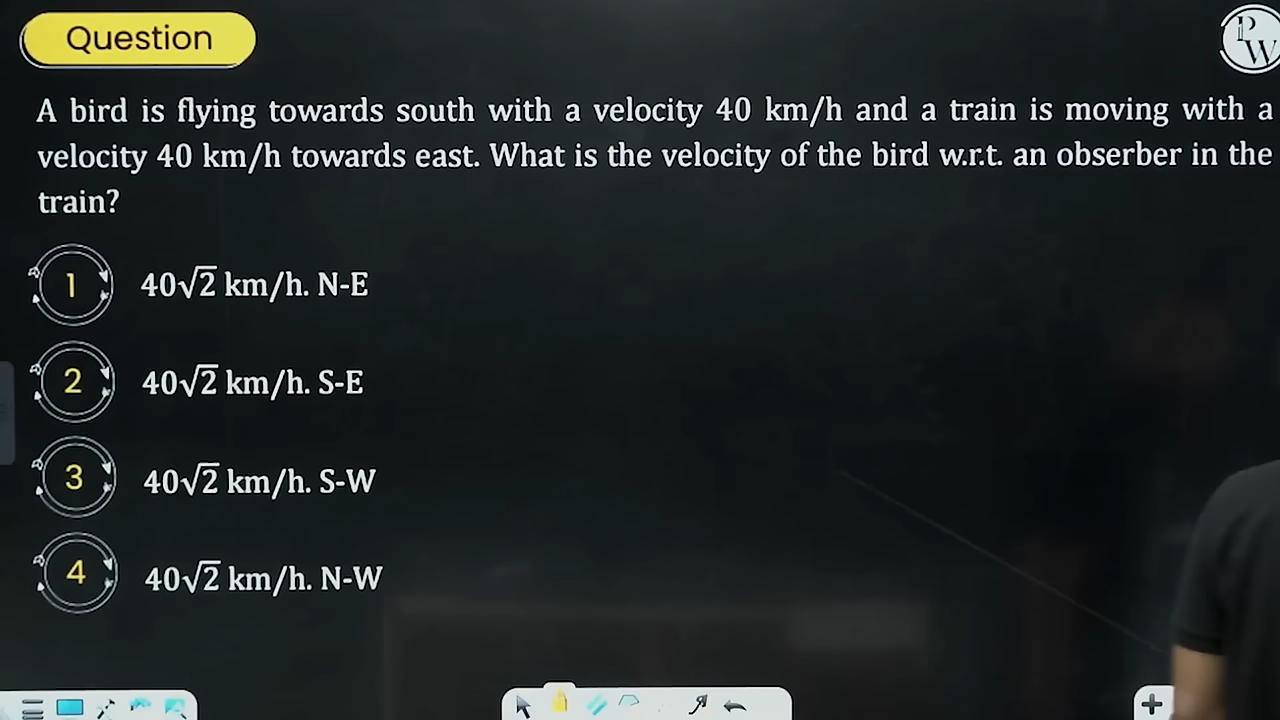 Question
PW
A bird is flying towards south with a velocity 40 km/h and a train is moving with a
velocity 40 km/h towards east. What is the velocity of the bird w.r.t. an obserber in the
train?
1 40√2 km/h. N-E
2 40√2 km/h. S-E
3 40√2 km/h. S-W
4 40√2 km/h. N-W